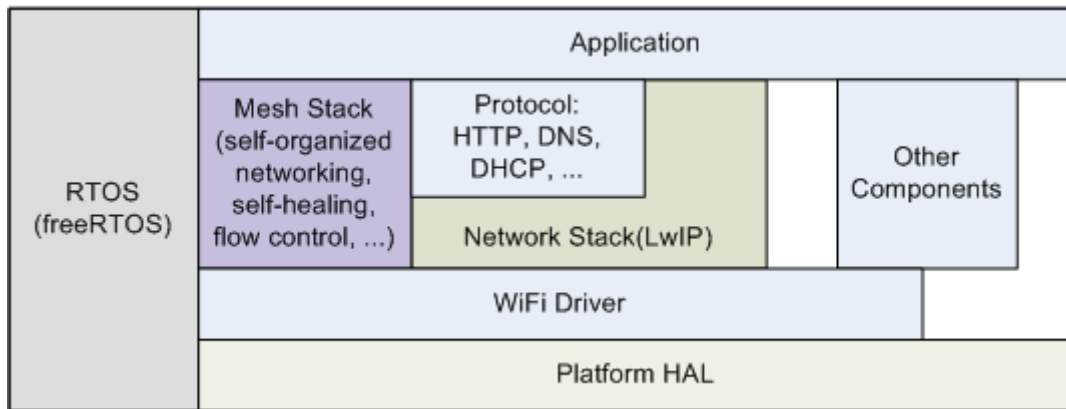 Application
RTOS
(freeRTOS)
Mesh Stack
(self-organized
networking,
self-healing,
flow control, ...)
Protocol:
HTTP, DNS,
DHCP, ...
Network Stack(LwIP)
Other
Components
WiFi Driver
Platform HAL